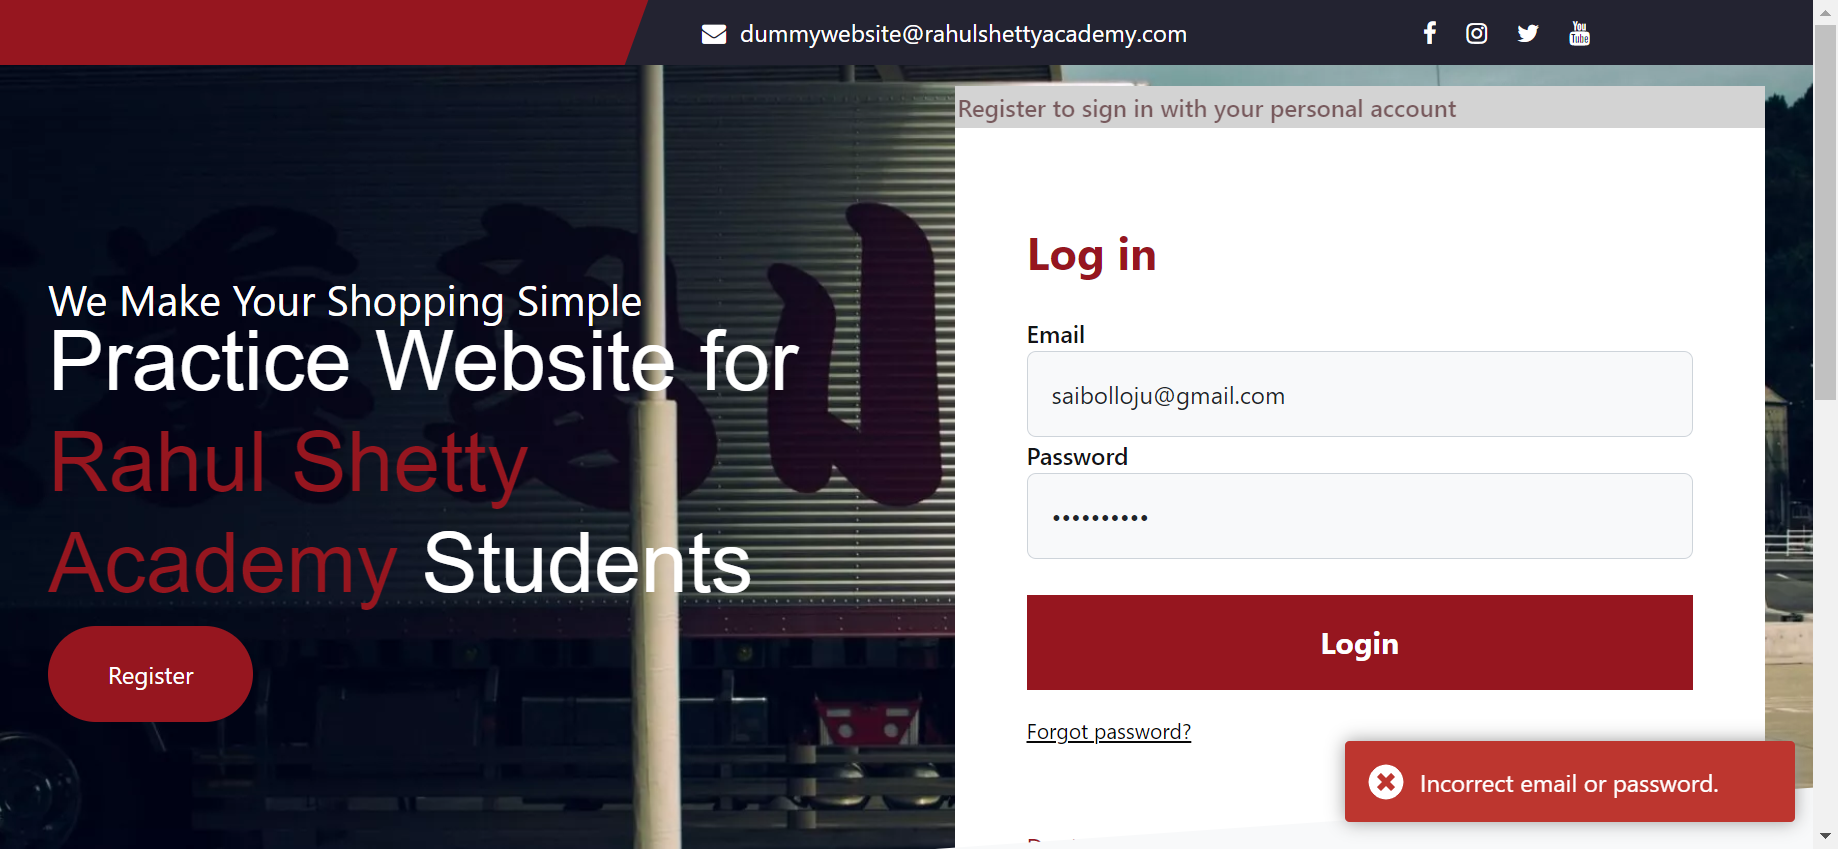 dummywebsite@rahulshettyacademy.com
You
Tube
Register to sign in with your personal account
We Make Your Shopping Simple
Practice Website for
Rahul Shetty
Academy Students
Register
Log in
Email
saibolloju@gmail.com
Password
••••••••••
Login
Forgot password?
Incorrect email or password.